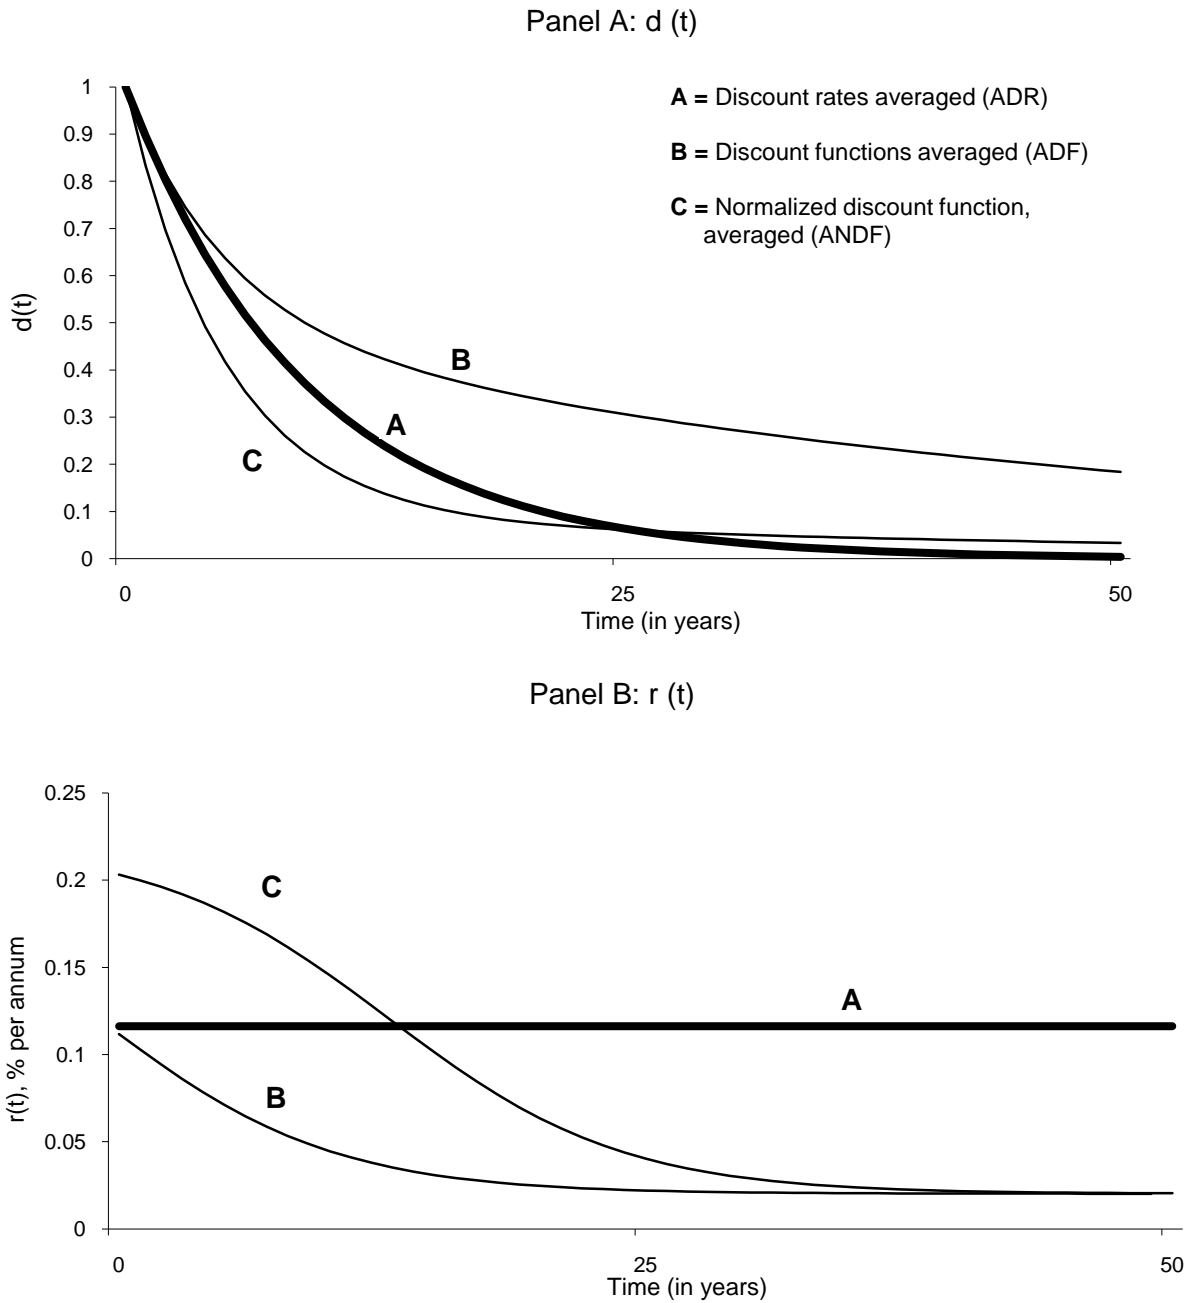 Panel A: d (t)
A = Discount rates averaged (ADR)
B = Discount functions averaged (ADF)
C = Normalized discount function,
averaged (ANDF)
1
0.9
0.8
0.7
0.6
0.5
0.4
0.3
0.2
0.1
0
d(t)
B
A
C
0 25 50
Time (in years)
Panel B: r (t)
0.25
0.2
0.15
0.1
0.05
0
r(t), % per annum
C
A
B
0 25 50
Time (in years)